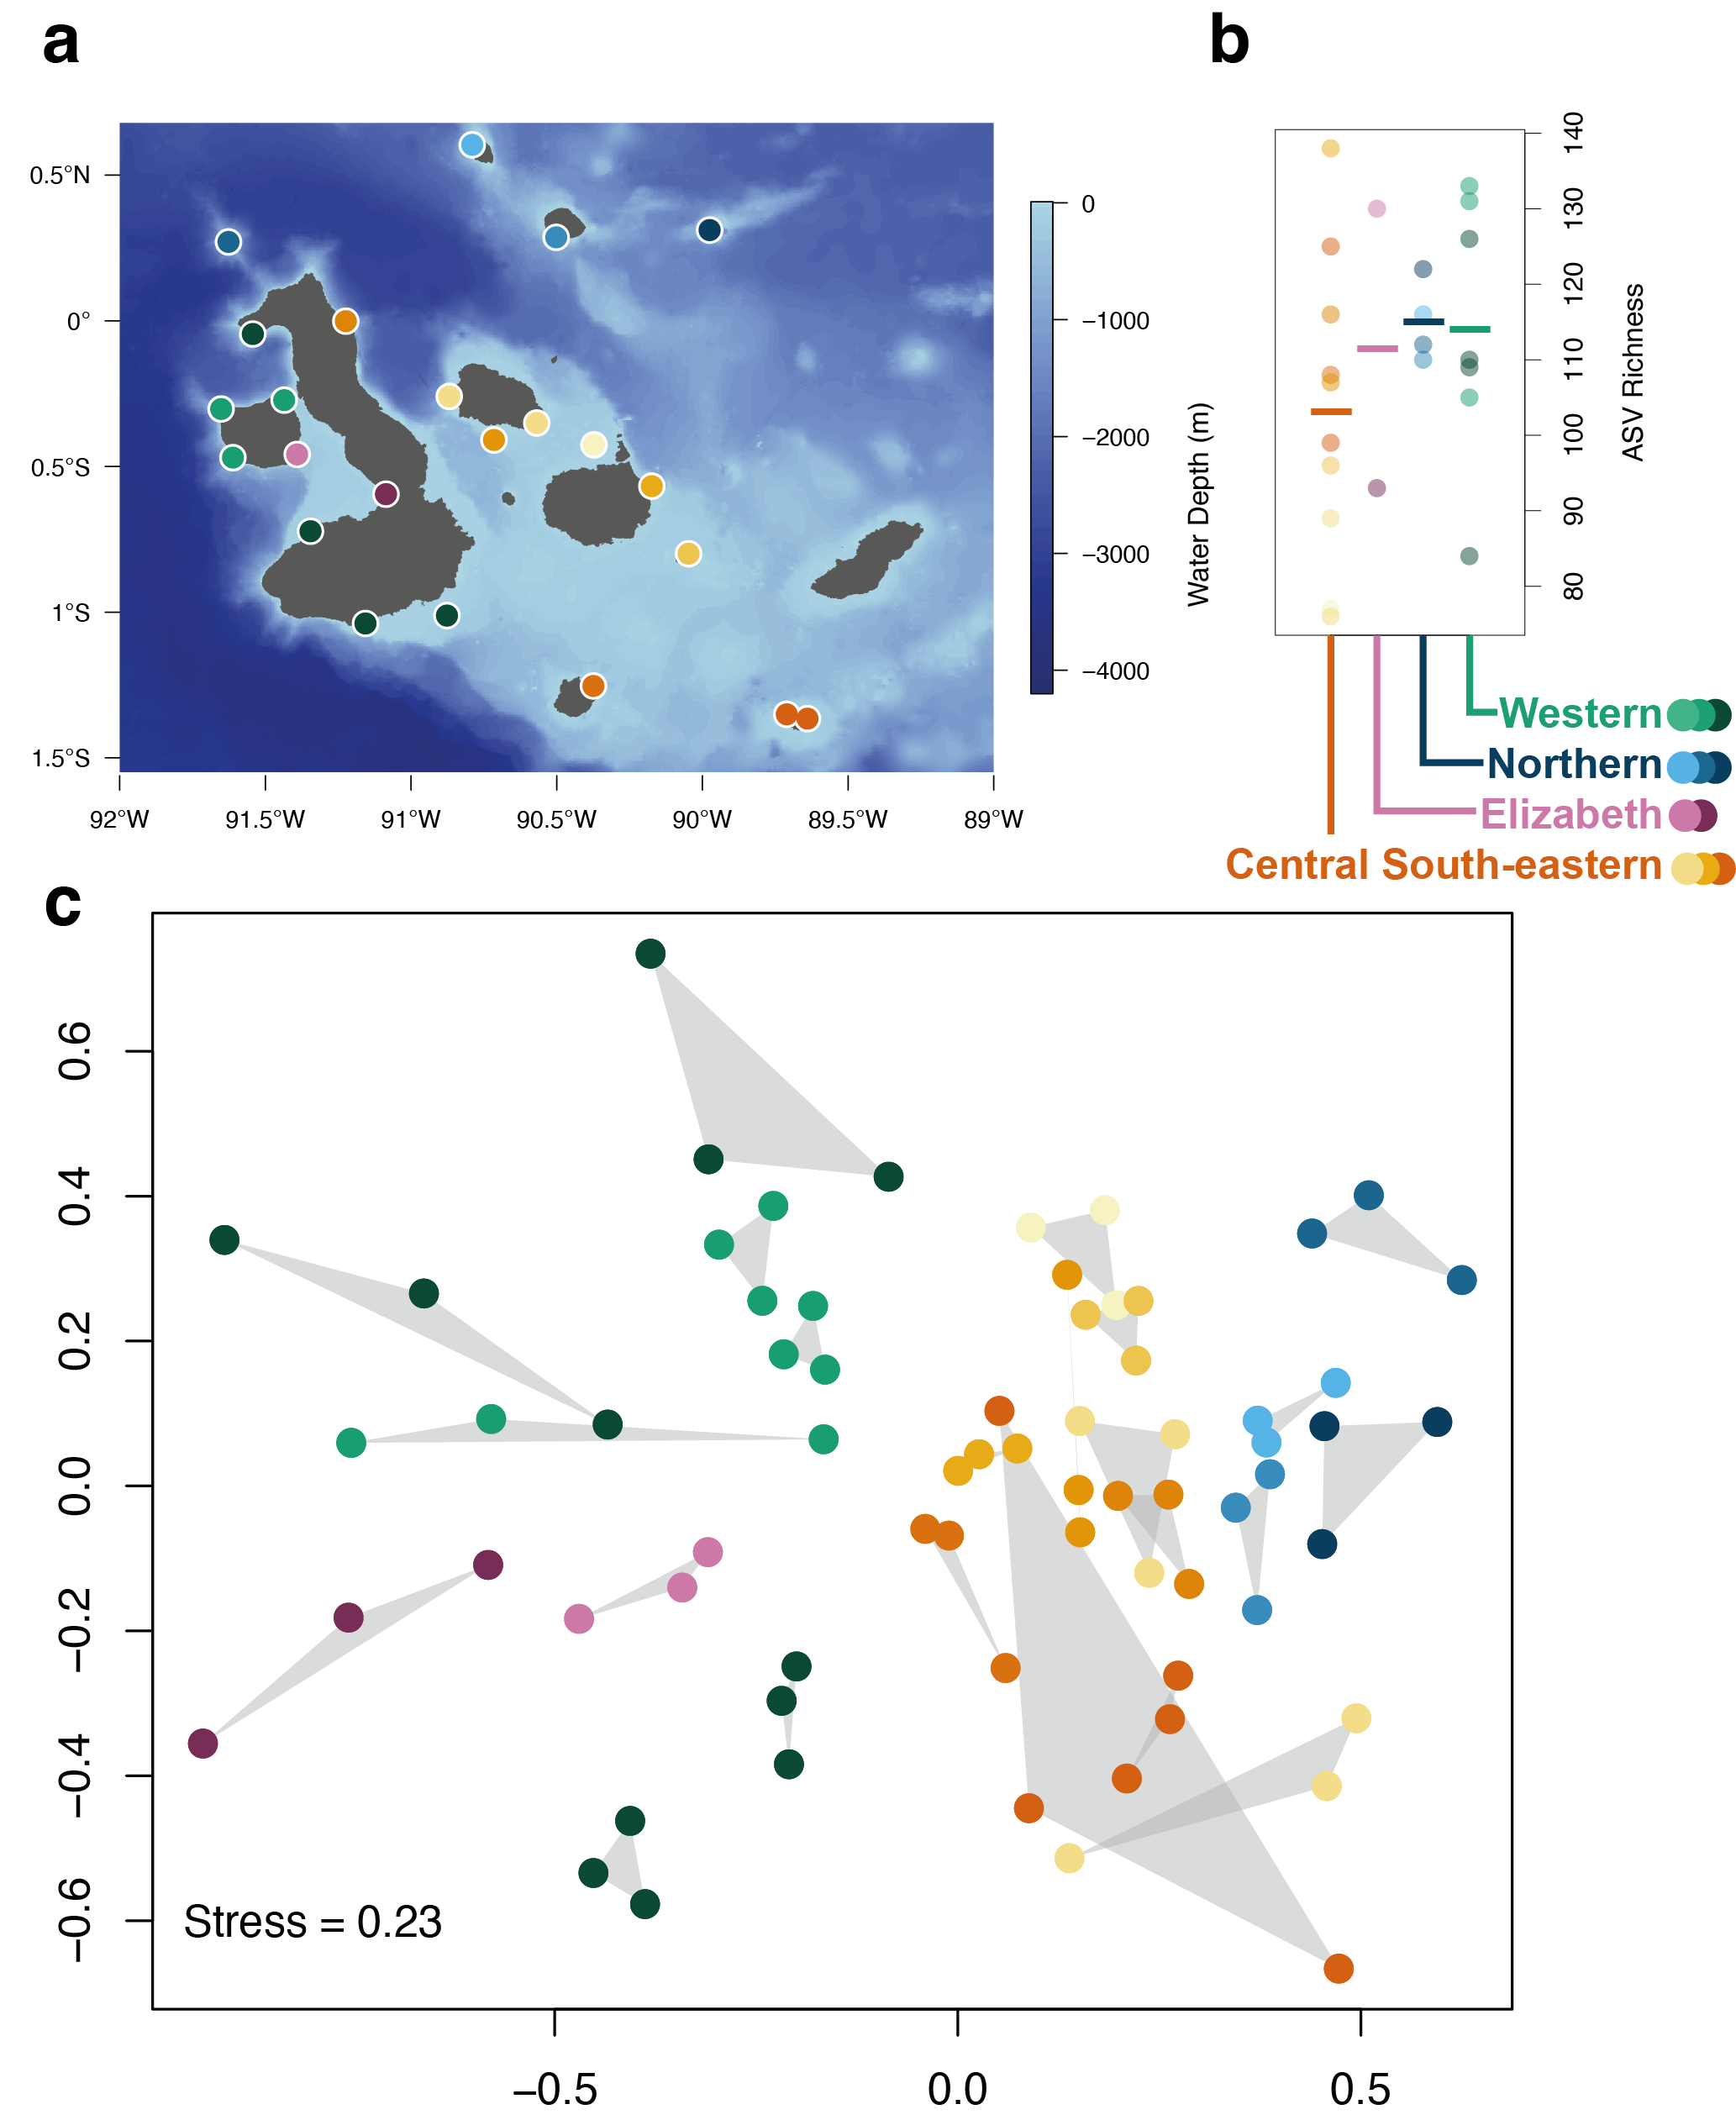 a
b
0.5°N
0°
0.5°S
1°S
1.5°S
92°W
91.5°W
91°W
90.5°W
90°W
89.5°W
89°W
0
−1000
−2000
−3000
−4000
Water Depth (m)
140
130
120
110
100
90
80
ASV Richness
Western
Northern
Elizabeth
Central South-eastern
c
0.6
0.4
0.2
0.0
−0.2
−0.4
−0.6
Stress = 0.23
−0.5
0.0
0.5